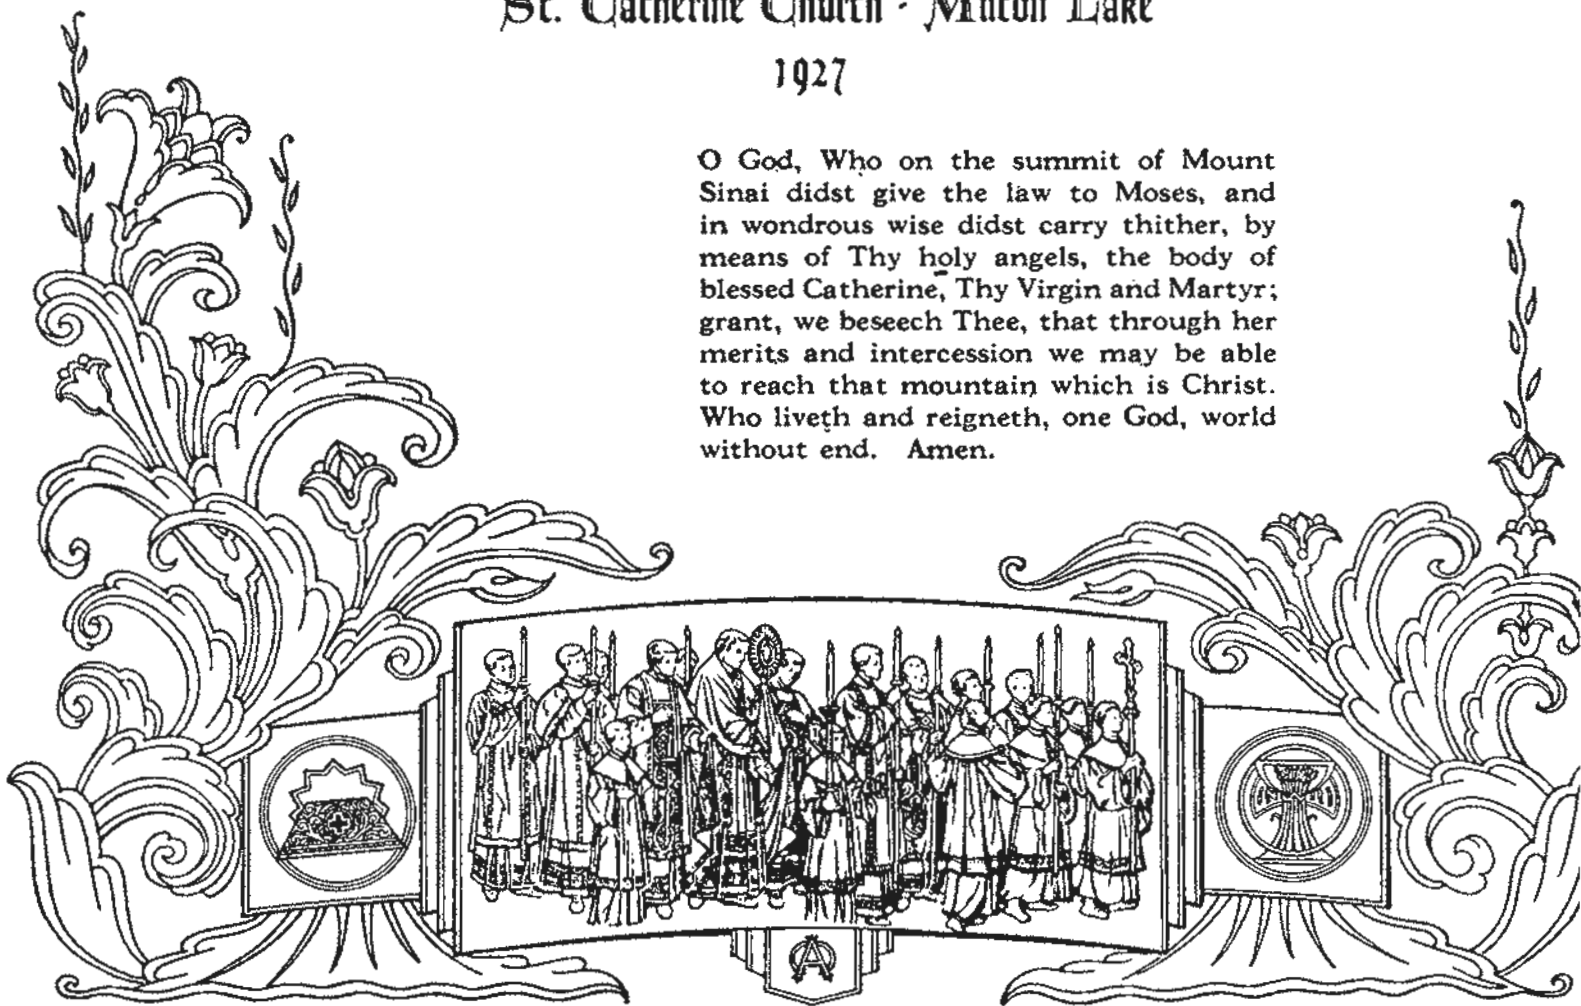 St. Catherine Church · Lake
1927
O God, Who on the summit of Mount
Sinai didst give the law to Moses, and
in wondrous wise didst carry thither, by
means of Thy holy angels, the body of
blessed Catherine, Thy Virgin and Martyr;
grant, we beseech Thee, that through her
merits and intercession we may be able
to reach that mountain which is Christ.
Who liveth and reigneth, one God, world
without end. Amen.